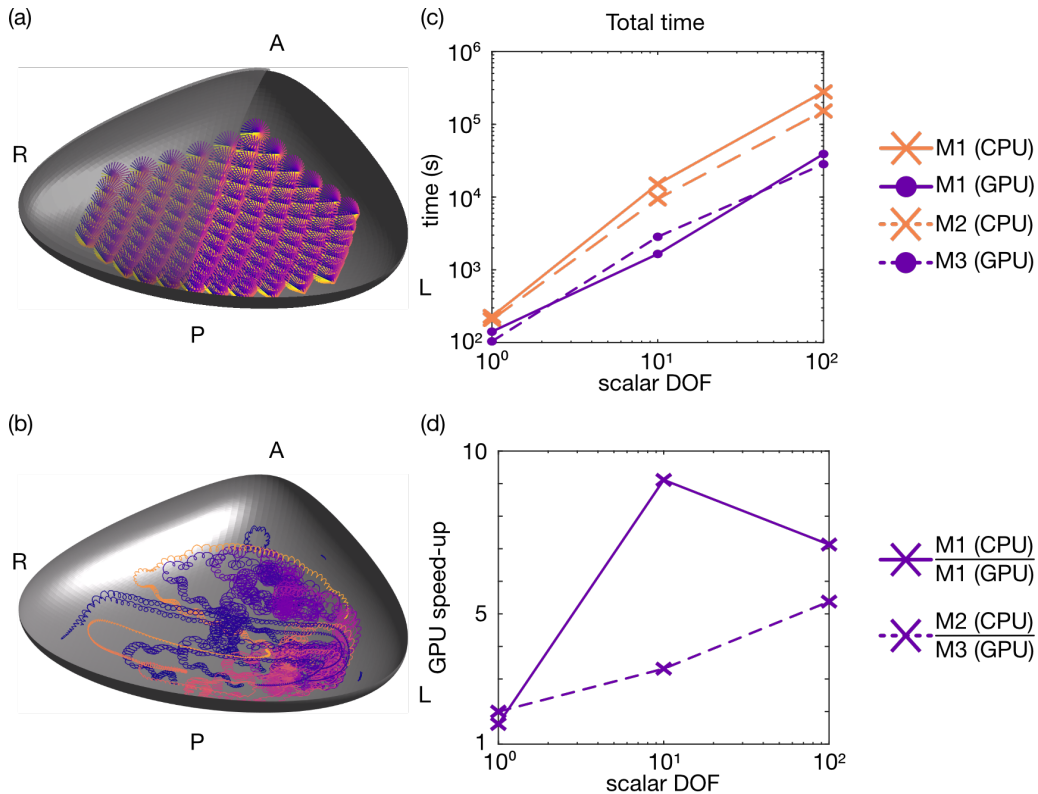 (a)
A
R
L
P
(c)
Total time
time (s)
10⁶
10⁵
10⁴
10³
10²
10⁰
10¹
10²
scalar DOF
M1 (CPU)
M1 (GPU)
M2 (CPU)
M3 (GPU)
(b)
A
R
L
P
(d)
GPU speed-up
10
5
1
10⁰
10¹
10²
scalar DOF
M1 (CPU)
M1 (GPU)
M2 (CPU)
M3 (GPU)